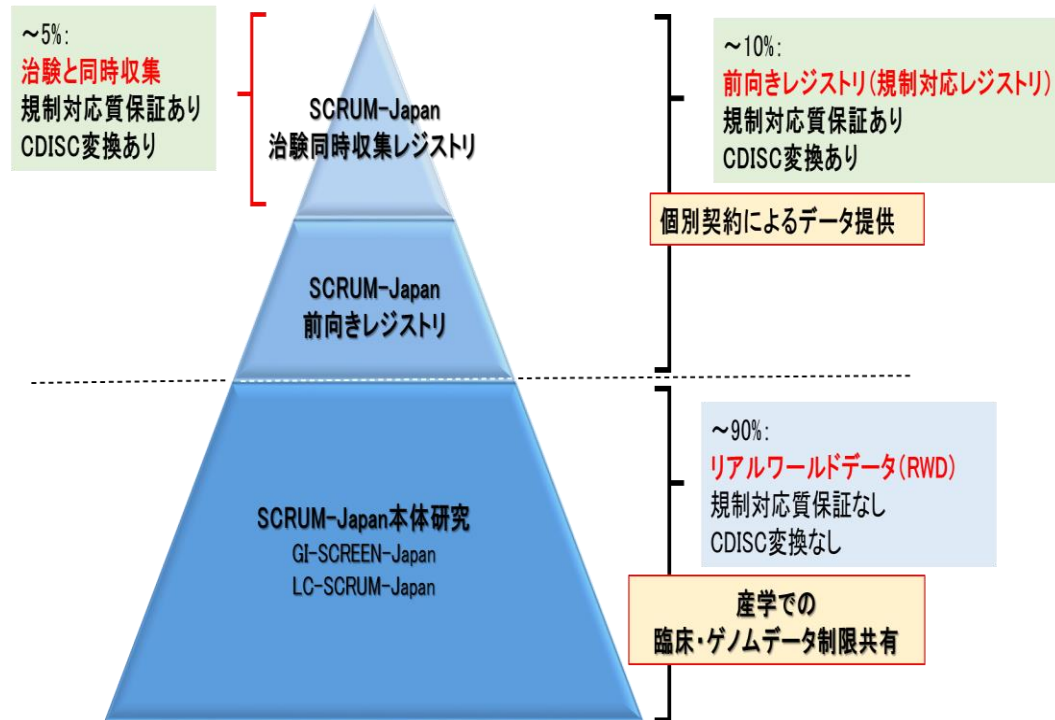 ～5%:
治験と同時収集
規制対応質保証あり
CDISC変換あり
SCRUM-Japan
治験同時収集レジストリ
～10%:
前向きレジストリ(規制対応レジストリ)
規制対応質保証あり
CDISC変換あり
個別契約によるデータ提供
SCRUM-Japan
前向きレジストリ
～90%:
リアルワールドデータ(RWD)
規制対応質保証なし
CDISC変換なし
SCRUM-Japan本体研究
GI-SCREEN-Japan
LC-SCRUM-Japan
産学での
臨床・ゲノムデータ制限共有